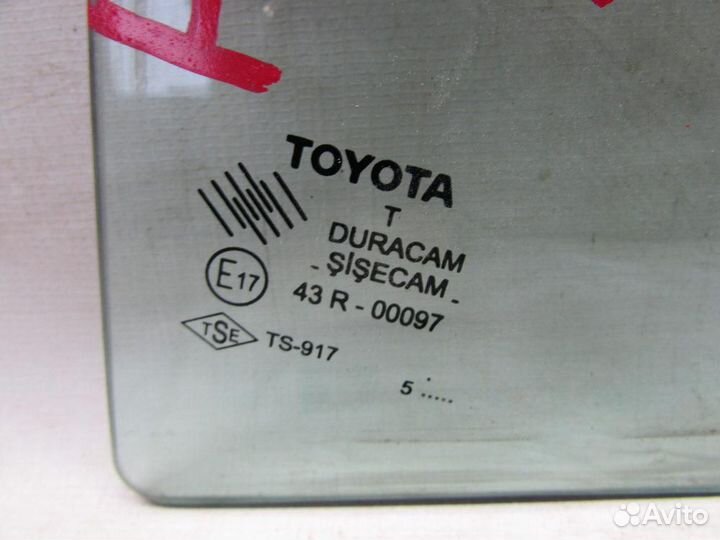 TOYOTA
T
DURACAM
- ŞİŞECAM -
E17
43 R - 00097
TSE TS-917
5 .....
Avito